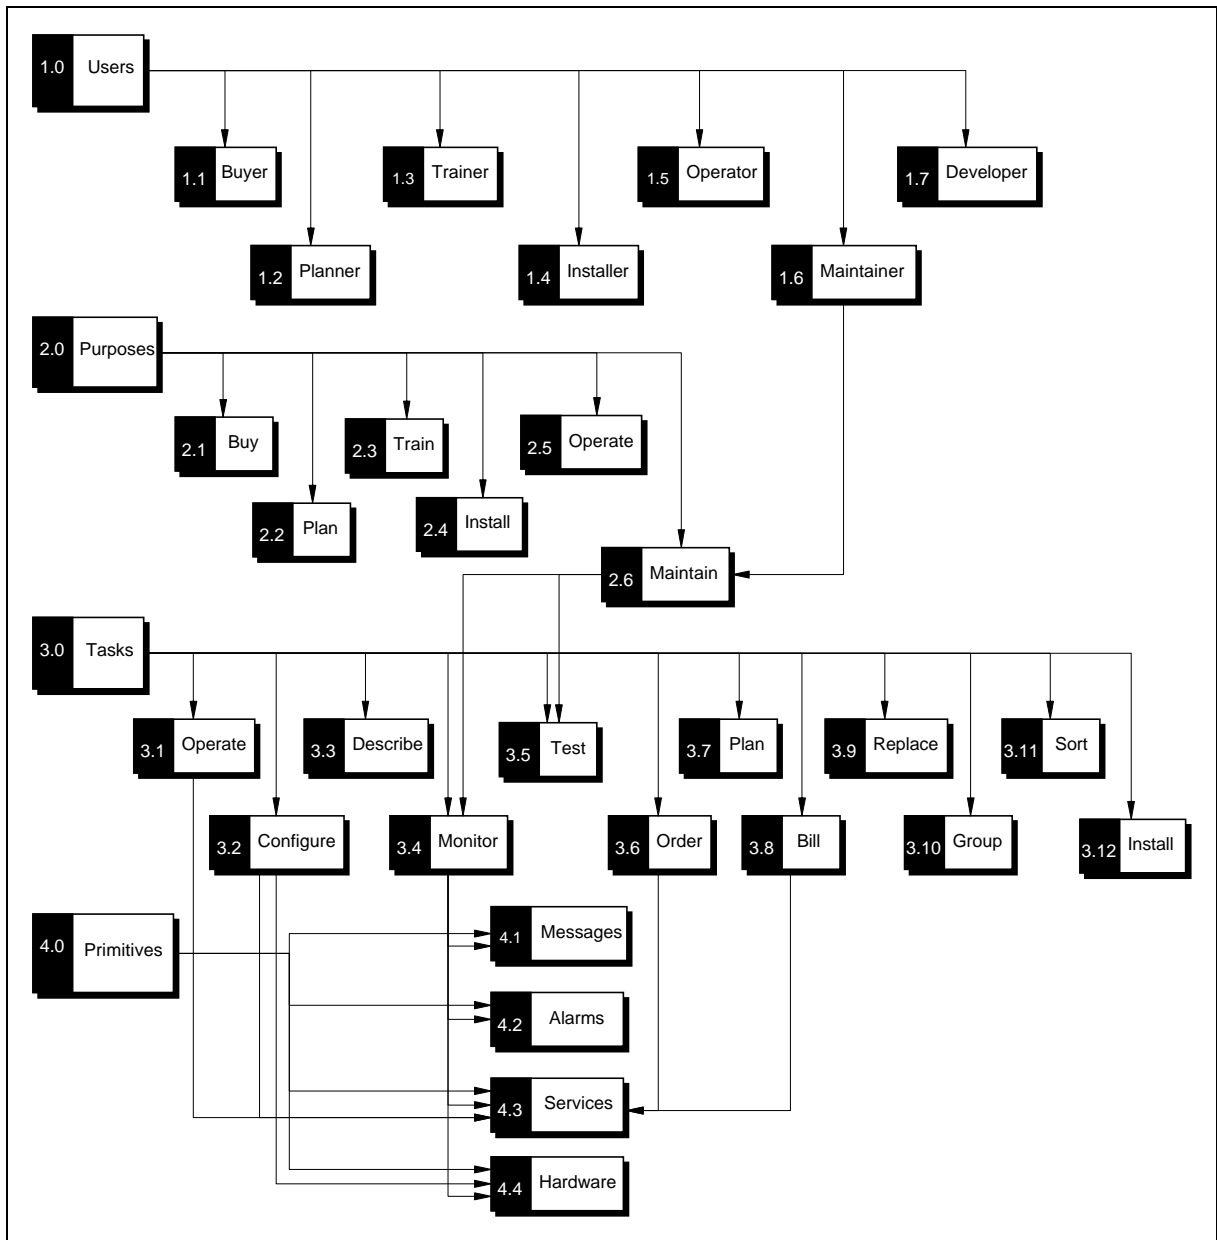 1.0 Users
1.1 Buyer
1.3 Trainer
1.5 Operator
1.7 Developer
1.2 Planner
1.4 Installer
1.6 Maintainer
2.0 Purposes
2.1 Buy
2.3 Train
2.5 Operate
2.2 Plan
2.4 Install
2.6 Maintain
3.0 Tasks
3.1 Operate
3.3 Describe
3.5 Test
3.7 Plan
3.9 Replace
3.11 Sort
3.2 Configure
3.4 Monitor
3.6 Order
3.8 Bill
3.10 Group
3.12 Install
4.0 Primitives
4.1 Messages
4.2 Alarms
4.3 Services
4.4 Hardware